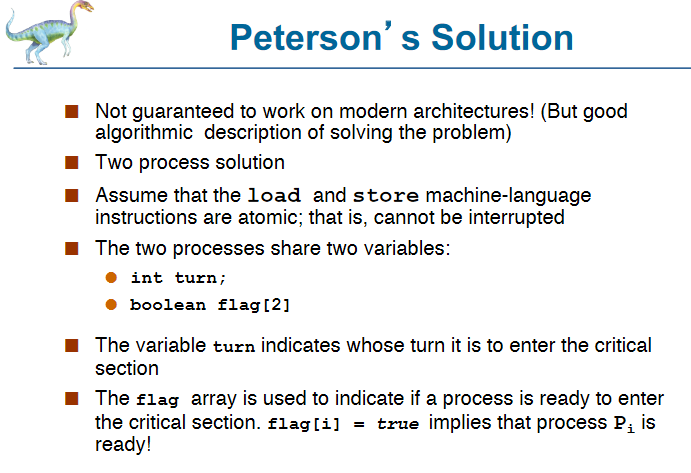 Peterson's Solution
Not guaranteed to work on modern architectures! (But good
algorithmic description of solving the problem)
Two process solution
Assume that the load and store machine-language
instructions are atomic; that is, cannot be interrupted
The two processes share two variables:
int turn;
boolean flag[2]
The variable turn indicates whose turn it is to enter the critical
section
The flag array is used to indicate if a process is ready to enter
the critical section. flag[i] = true implies that process Pi is
ready!